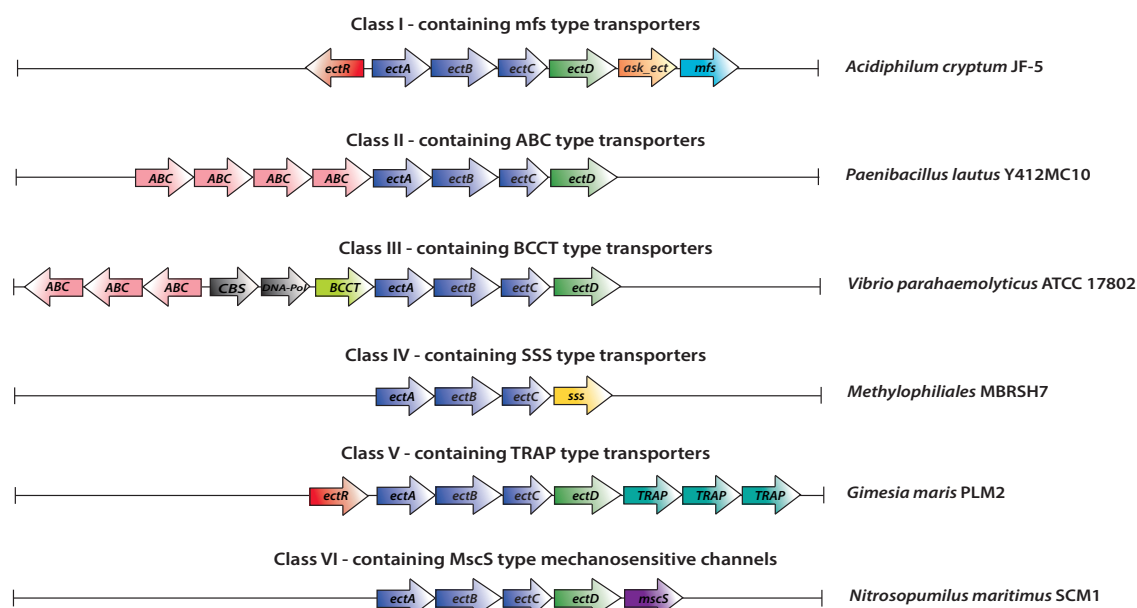 Class I - containing mfs type transporters
ectR ectA ectB ectC ectD ask_ect mfs Acidiphilum cryptum JF-5
Class II - containing ABC type transporters
ABC ABC ABC ABC ectA ectB ectC ectD Paenibacillus lautus Y412MC10
Class III - containing BCCT type transporters
ABC ABC ABC CBS DNA-Pol BCCT ectA ectB ectC ectD Vibrio parahaemolyticus ATCC 17802
Class IV - containing SSS type transporters
ectA ectB ectC sss Methylophiliales MBRSH7
Class V - containing TRAP type transporters
ectR ectA ectB ectC ectD TRAP TRAP TRAP Gimesia maris PLM2
Class VI - containing MscS type mechanosensitive channels
ectA ectB ectC ectD mscS Nitrosopumilus maritimus SCM1